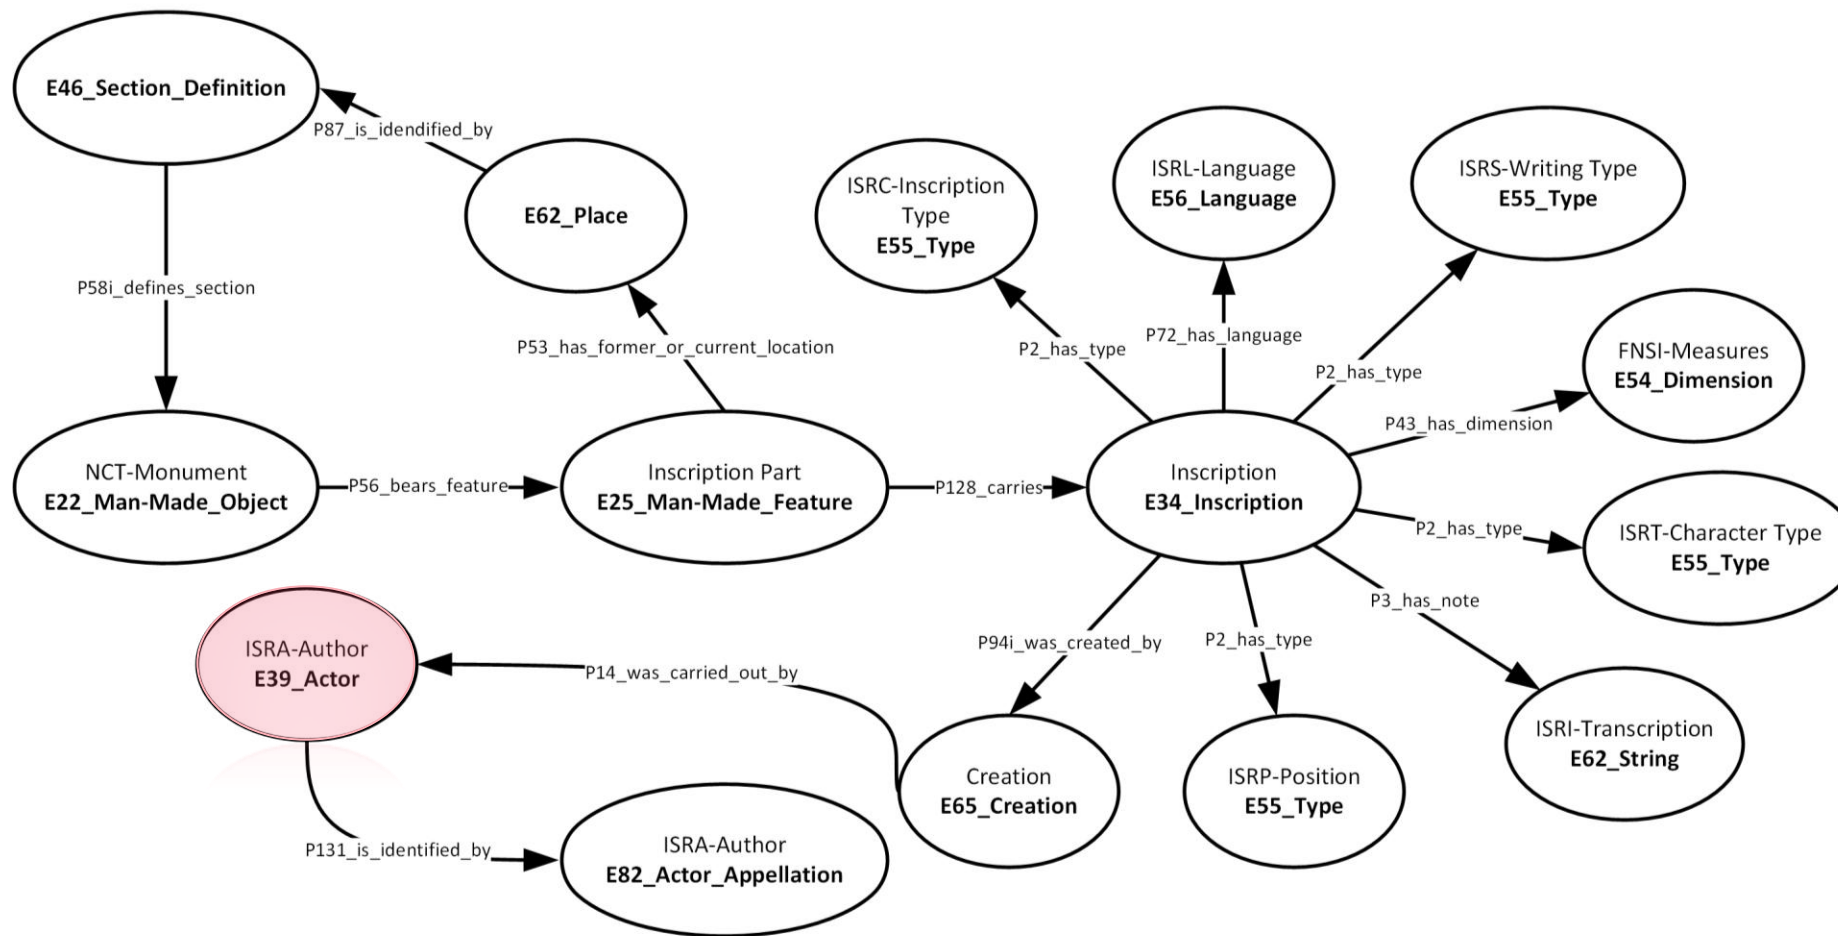 E46_Section_Definition
P87_is_idendified_by
E62_Place
P58i_defines_section
P53_has_former_or_current_location
NCT-Monument
E22_Man-Made_Object
P56_bears_feature
Inscription Part
E25_Man-Made_Feature
P128_carries
Inscription
E34_Inscription
ISRC-Inscription
Type
E55_Type
P2_has_type
ISRL-Language
E56_Language
P72_has_language
ISRS-Writing Type
E55_Type
P2_has_type
FNSI-Measures
E54_Dimension
P43_has_dimension
ISRT-Character Type
E55_Type
P2_has_type
P3_has_note
ISRI-Transcription
E62_String
P2_has_type
ISRP-Position
E55_Type
P94i_was_created_by
Creation
E65_Creation
P14_was_carried_out_by
ISRA-Author
E39_Actor
P131_is_identified_by
ISRA-Author
E82_Actor_Appellation